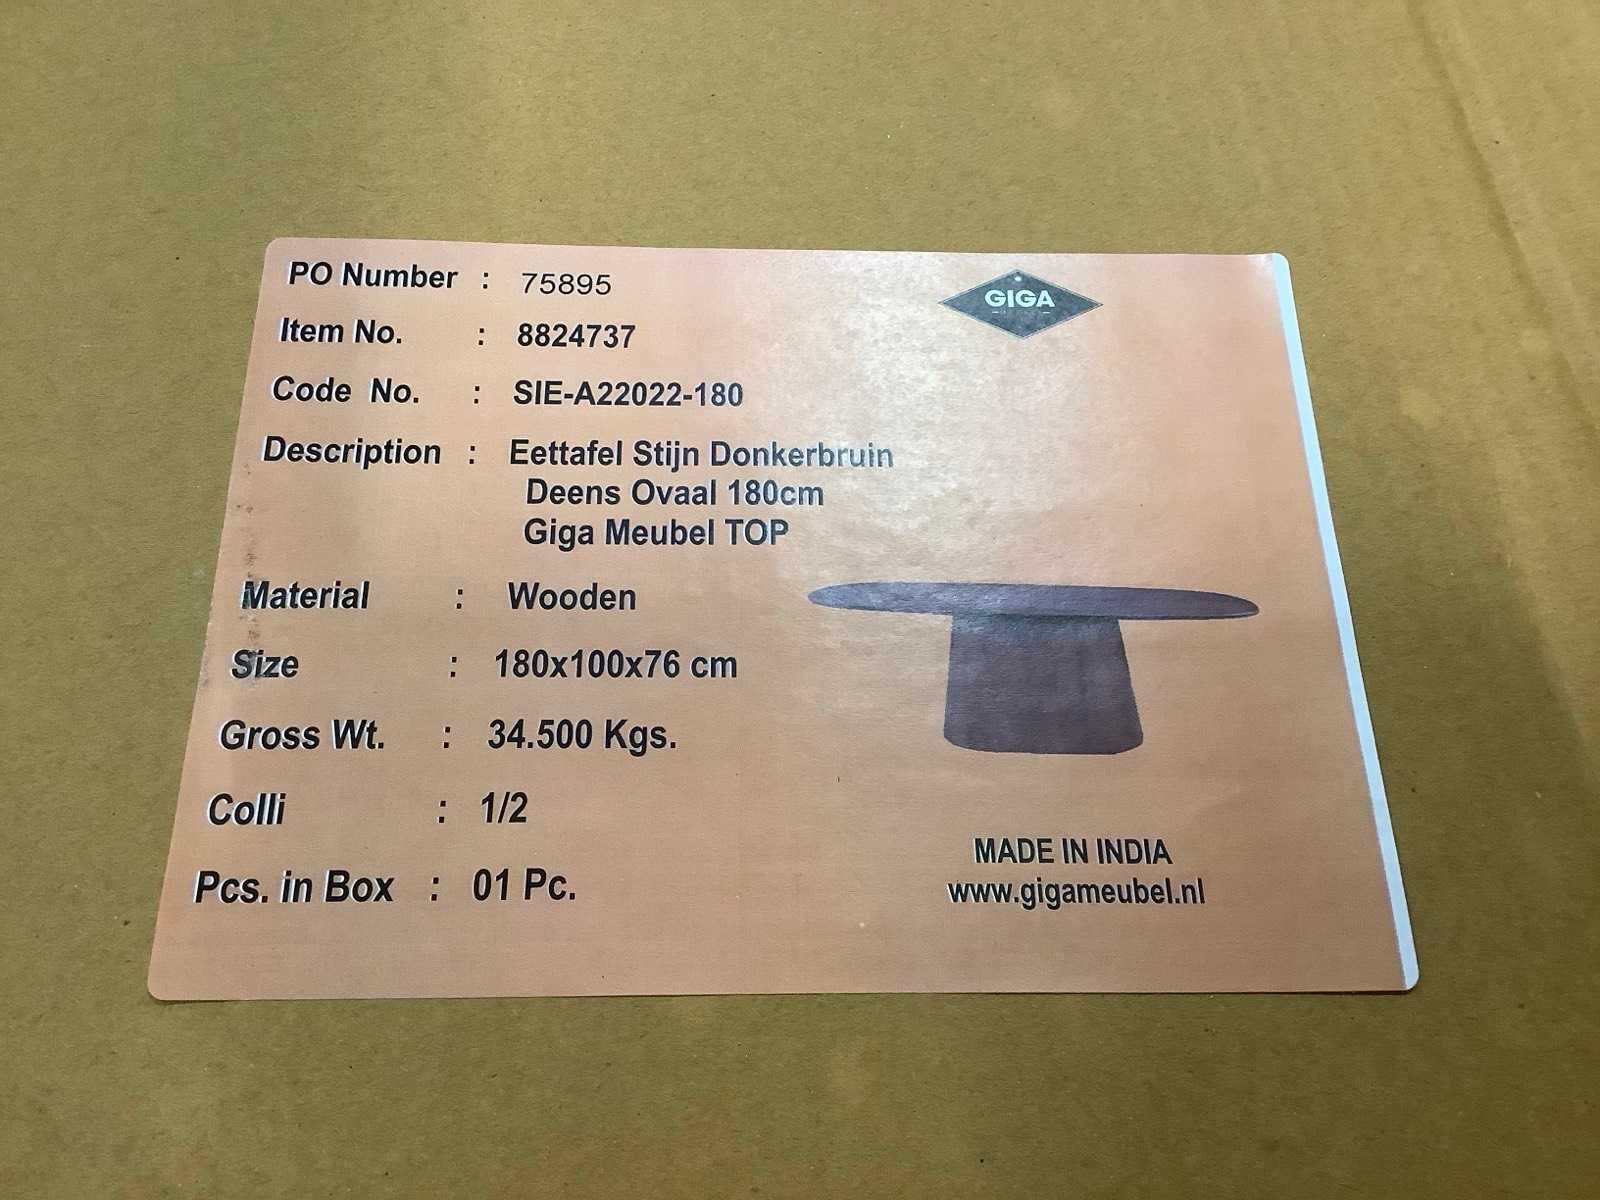 PO Number : 75895
GIGA
Item No. : 8824737
Code No. : SIE-A22022-180
Description : Eettafel Stijn Donkerbruin
Deens Ovaal 180cm
Giga Meubel TOP
Material : Wooden
Size : 180x100x76 cm
Gross Wt. : 34.500 Kgs.
Colli : 1/2
Pcs. in Box : 01 Pc.
MADE IN INDIA
www.gigameubel.nl